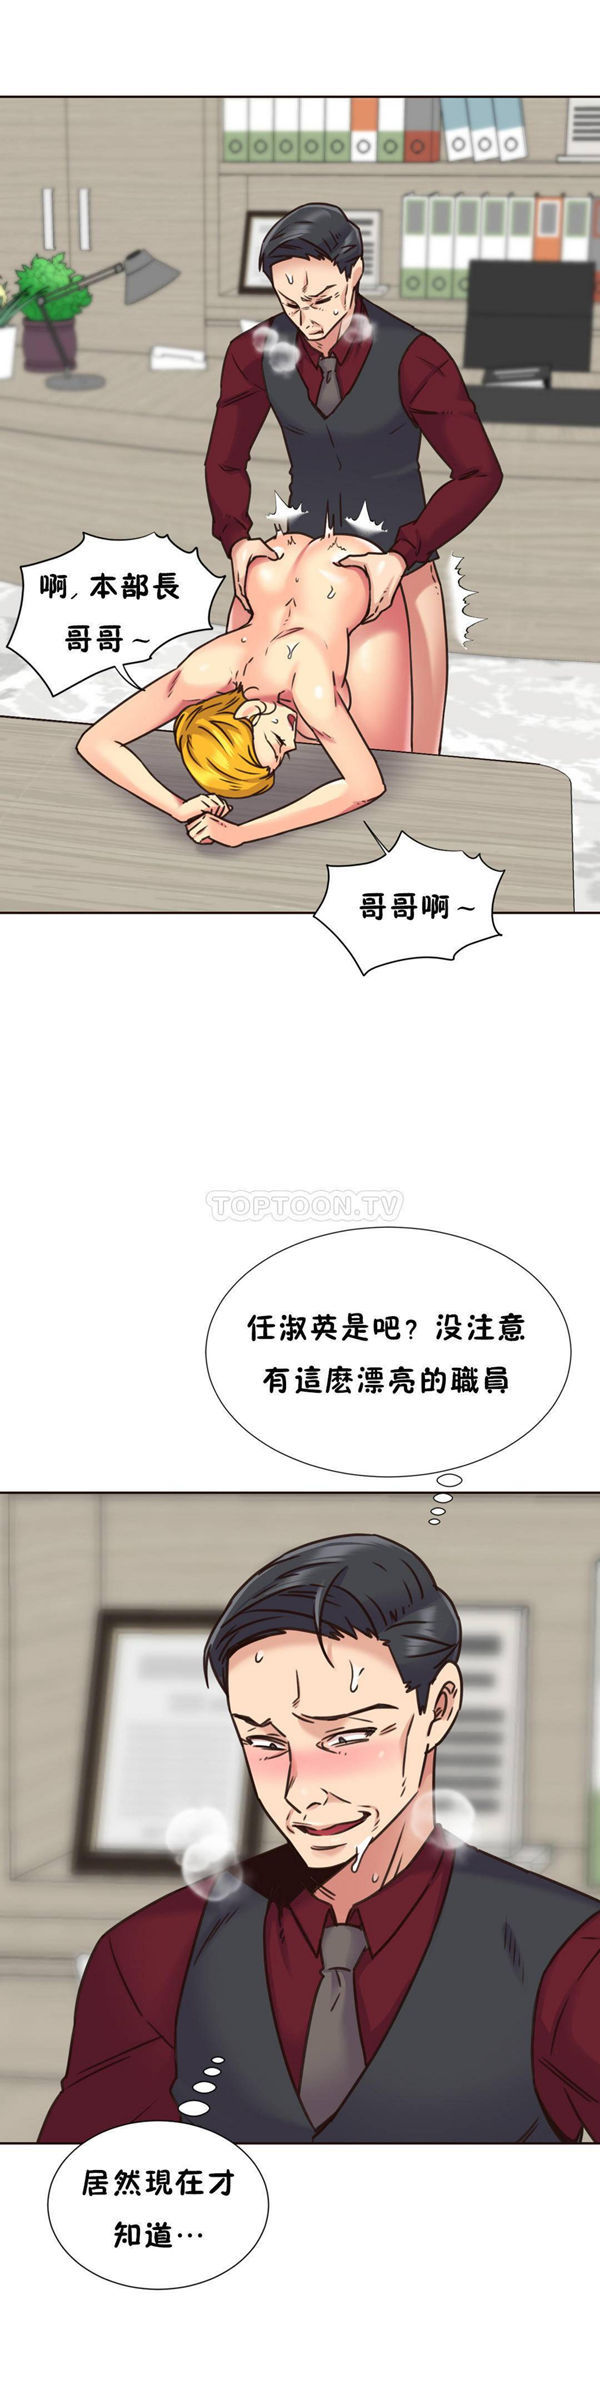 啊, 本部長
哥哥~
哥哥啊~
TOPTOON.TV
任淑英是吧? 没注意
有這麽漂亮的職員
居然現在才
知道…